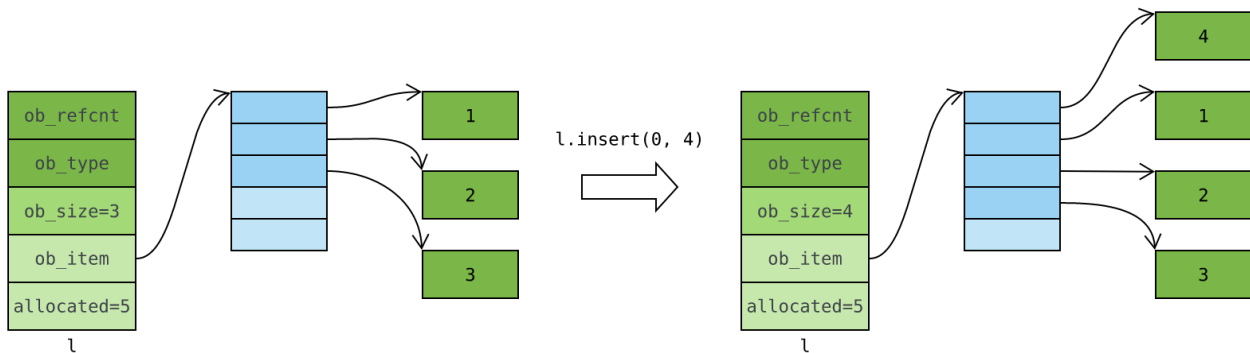 ob_refcnt
ob_type
ob_size=3
ob_item
allocated=5
l
1
2
3
l.insert(0, 4)
ob_refcnt
ob_type
ob_size=4
ob_item
allocated=5
l
4
1
2
3